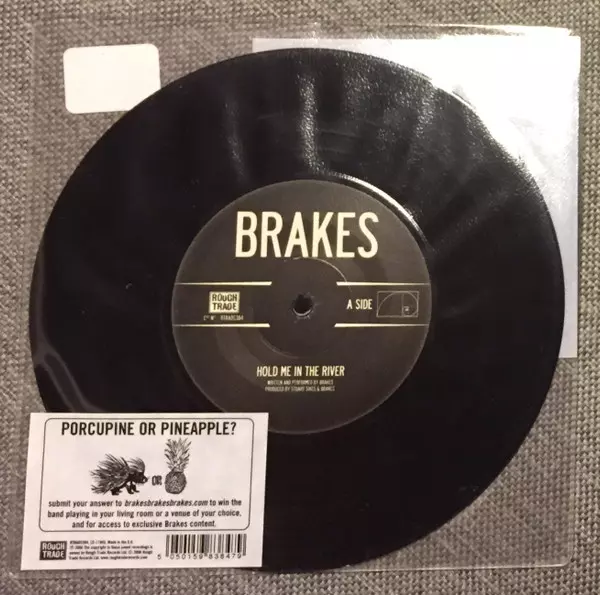 BRAKES
ROUGH
TRADE
A SIDE
HOLD ME IN THE RIVER
WRITTEN AND PERFORMED BY BRAKES
PRODUCED BY STUART SIKES & BRAKES
PORCUPINE OR PINEAPPLE?
OR
submit your answer to brakesbrakesbrakes.com to win the
band playing in your living room or a venue of your choice,
and for access to exclusive Brakes content.
ROUGH
TRADE
5 050159 838479